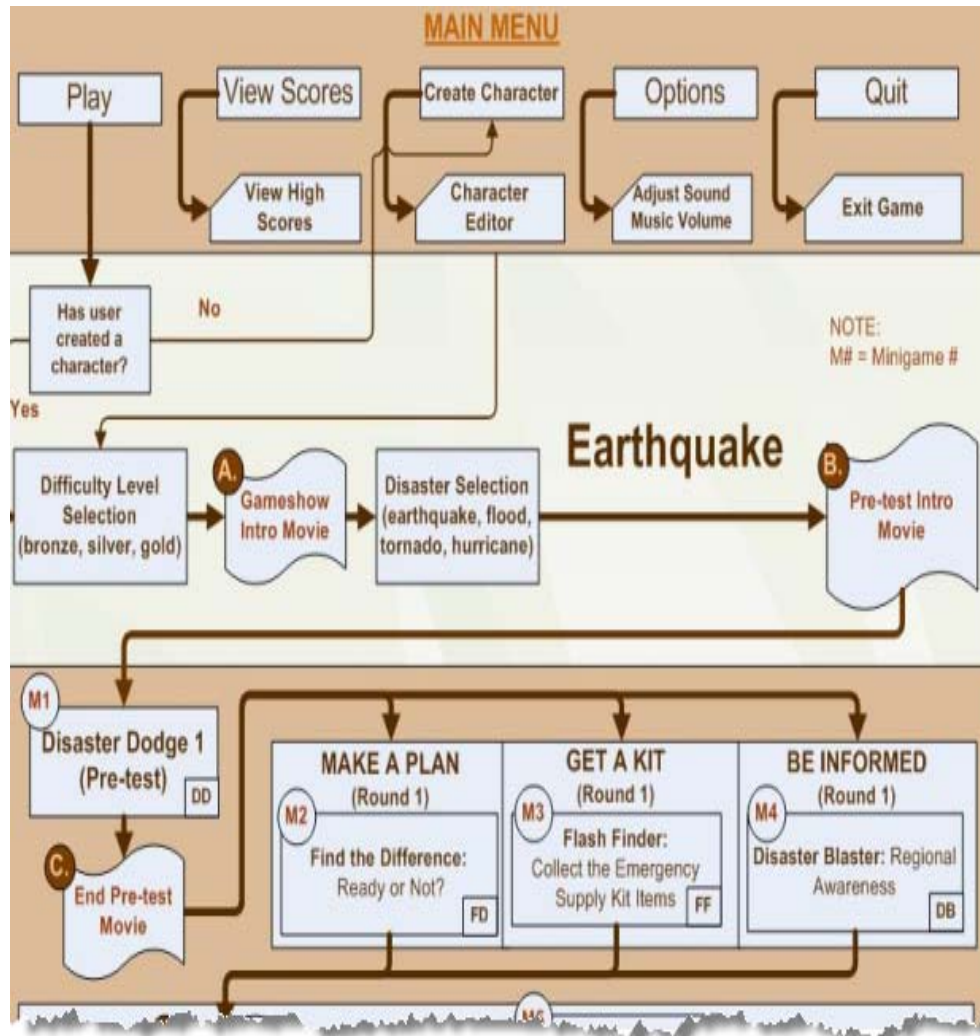 MAIN MENU
Play
View Scores
Create Character
Options
Quit
View High
Scores
Character
Editor
Adjust Sound
Music Volume
Exit Game
Has user
created a
character?
No
NOTE:
M# = Minigame #
Yes
Earthquake
Difficulty Level
Selection
(bronze, silver, gold)
A.
Gameshow
Intro Movie
Disaster Selection
(earthquake, flood,
tornado, hurricane)
B.
Pre-test Intro
Movie
M1
Disaster Dodge 1
(Pre-test)
DD
C.
End Pre-test
Movie
MAKE A PLAN
(Round 1)
M2
Find the Difference:
Ready or Not?
FD
GET A KIT
(Round 1)
M3
Flash Finder:
Collect the Emergency
Supply Kit Items
FF
BE INFORMED
(Round 1)
M4
Disaster Blaster: Regional
Awareness
DB